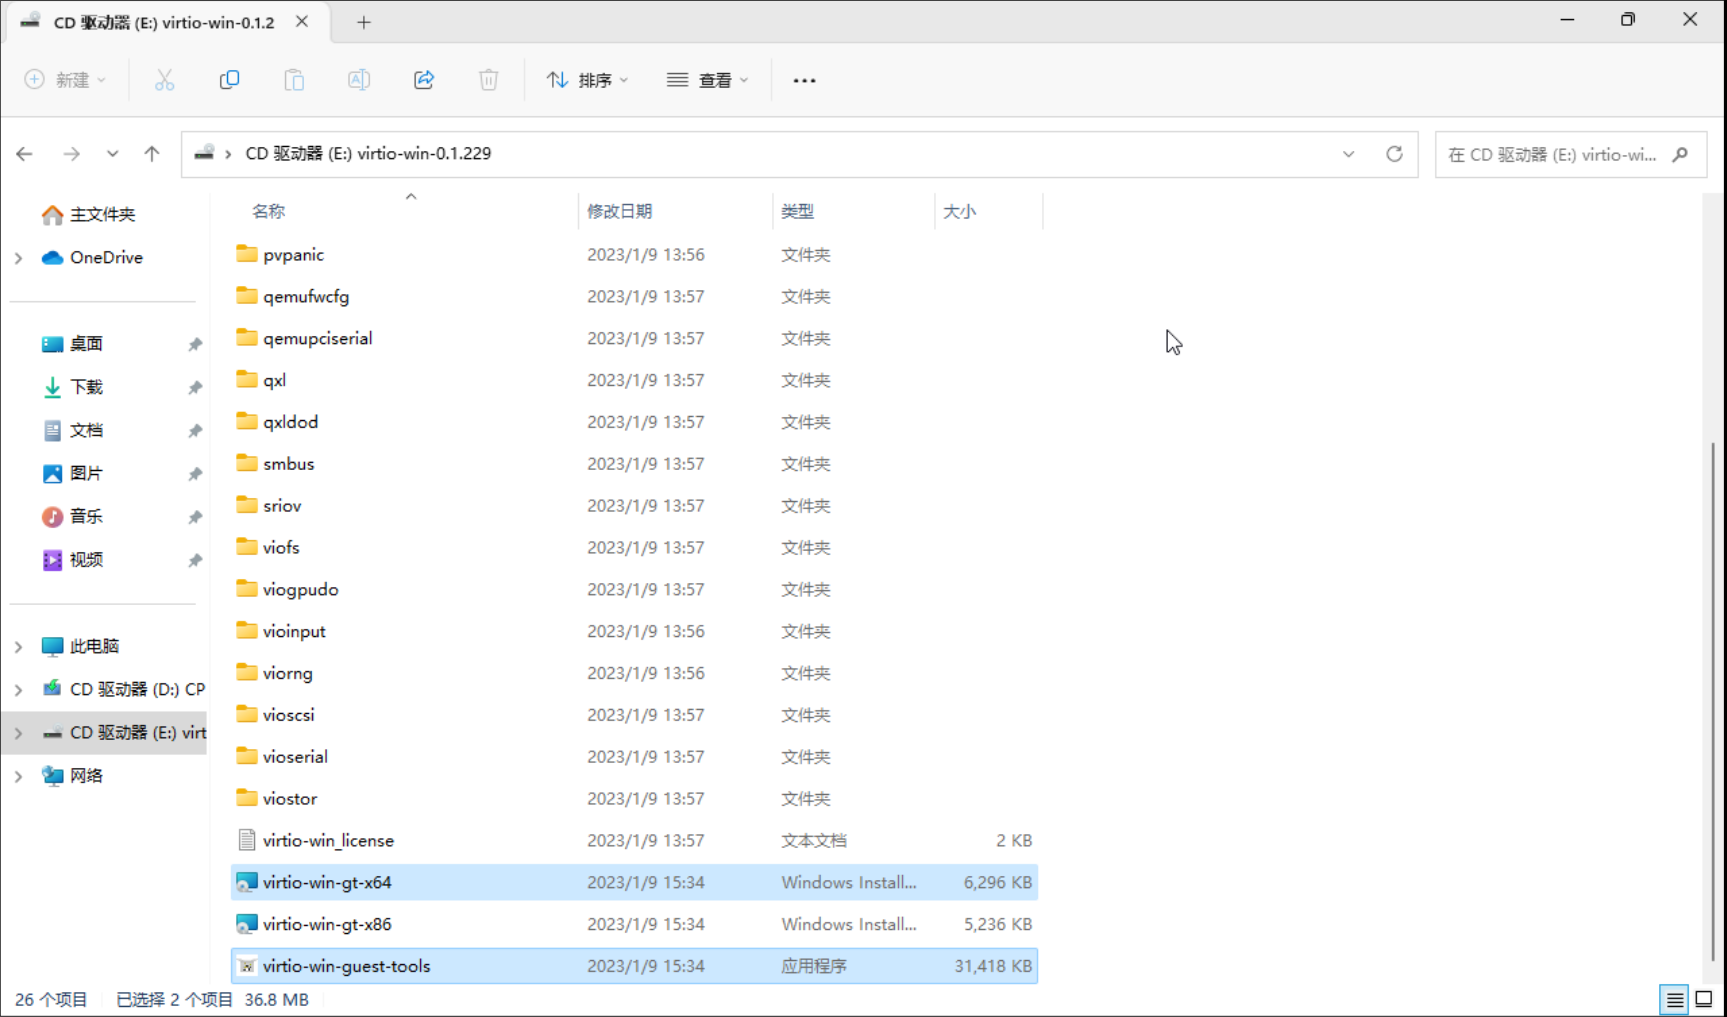 CD 驱动器 (E:) virtio-win-0.1.2
新建
排序
查看
CD 驱动器 (E:) virtio-win-0.1.229
在 CD 驱动器 (E:) virtio-wi...
主文件夹
OneDrive
桌面
下载
文档
图片
音乐
视频
此电脑
CD 驱动器 (D:) CP
CD 驱动器 (E:) virt
网络
名称 修改日期 类型 大小
pvpanic 2023/1/9 13:56 文件夹
qemufwcfg 2023/1/9 13:57 文件夹
qemupciserial 2023/1/9 13:57 文件夹
qxl 2023/1/9 13:57 文件夹
qxldod 2023/1/9 13:57 文件夹
smbus 2023/1/9 13:57 文件夹
sriov 2023/1/9 13:57 文件夹
viofs 2023/1/9 13:57 文件夹
viogpudo 2023/1/9 13:57 文件夹
vioinput 2023/1/9 13:56 文件夹
viorng 2023/1/9 13:56 文件夹
vioscsi 2023/1/9 13:57 文件夹
vioserial 2023/1/9 13:57 文件夹
viostor 2023/1/9 13:57 文件夹
virtio-win_license 2023/1/9 13:57 文本文档 2 KB
virtio-win-gt-x64 2023/1/9 15:34 Windows Install... 6,296 KB
virtio-win-gt-x86 2023/1/9 15:34 Windows Install... 5,236 KB
virtio-win-guest-tools 2023/1/9 15:34 应用程序 31,418 KB
26 个项目 已选择 2 个项目 36.8 MB